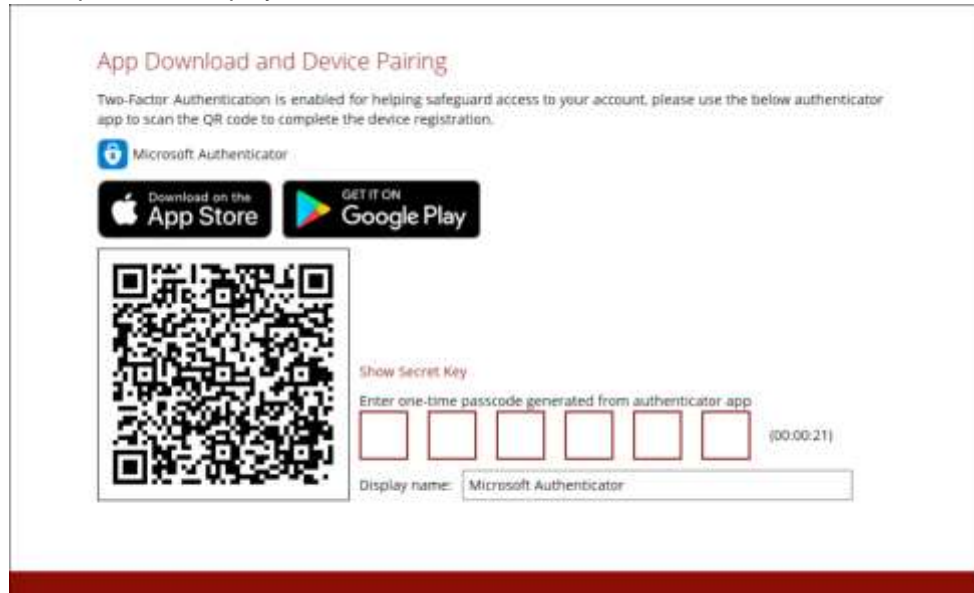 App Download and Device Pairing
Two-Factor Authentication is enabled for helping safeguard access to your account, please use the below authenticator
app to scan the QR code to complete the device registration.
Microsoft Authenticator
Download on the
App Store
GET IT ON
Google Play
Show Secret Key
Enter one-time passcode generated from authenticator app
(00:00:21)
Display name: Microsoft Authenticator